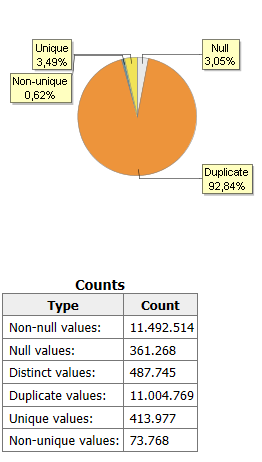 Unique
3,49%
Null
3,05%
Non-unique
0,62%
Duplicate
92,84%
Counts
Type Count
Non-null values: 11.492.514
Null values: 361.268
Distinct values: 487.745
Duplicate values: 11.004.769
Unique values: 413.977
Non-unique values: 73.768